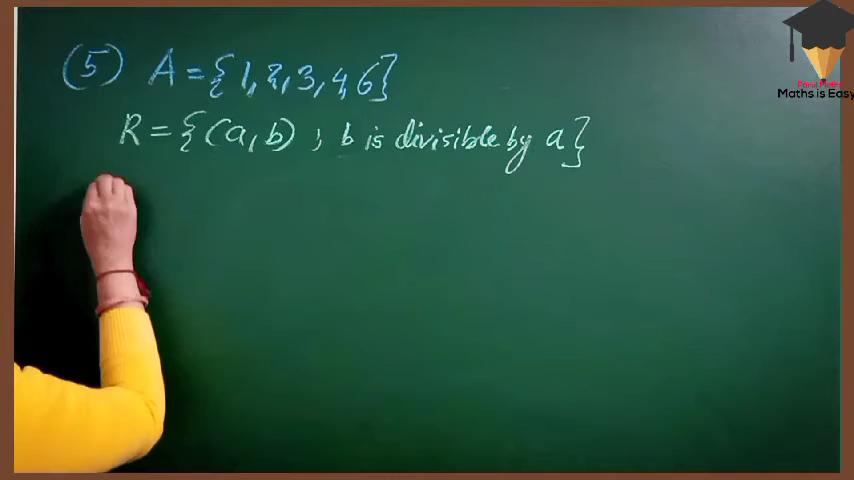 (5) A = {1, 2, 3, 4, 6}
R = {(a, b) ; b is divisible by a}
Maths is Easy